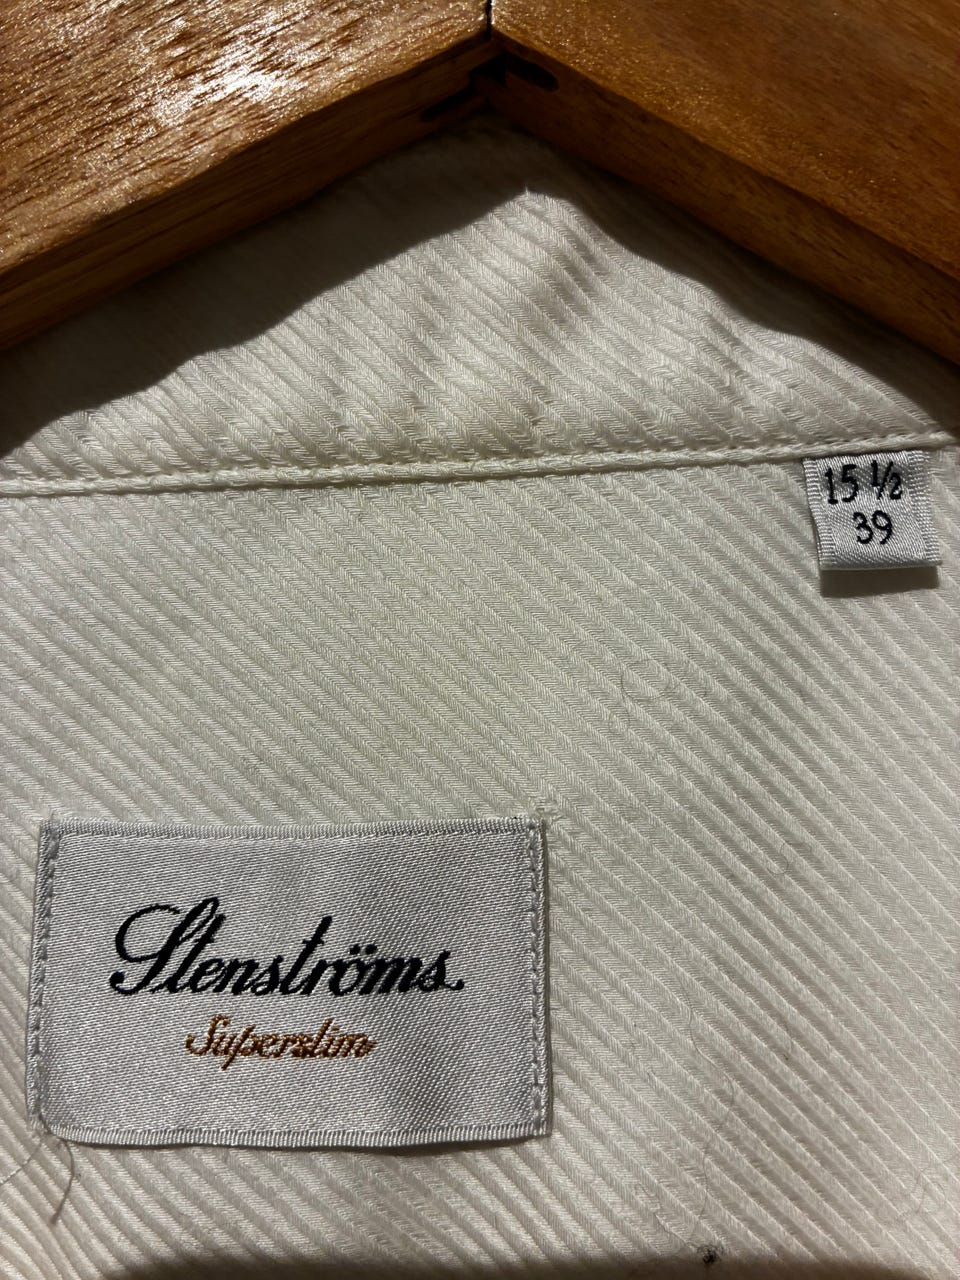 15 ½
39
Stenströms
Superslim